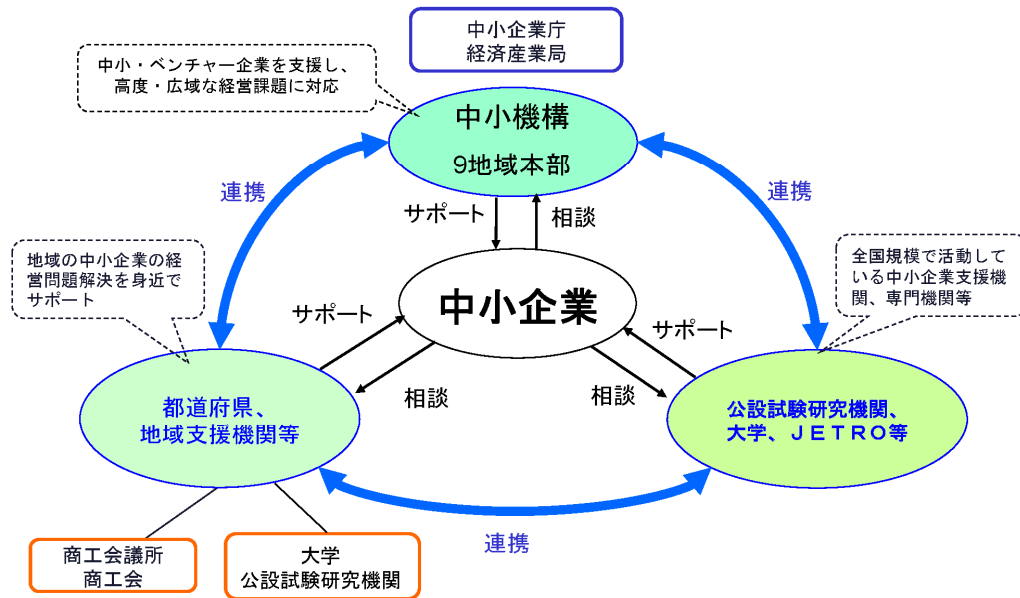 中小企業庁
経済産業局
中小・ベンチャー企業を支援し、
高度・広域な経営課題に対応
中小機構
9地域本部
連携
連携
サポート
相談
地域の中小企業の経
営問題解決を身近で
サポート
全国規模で活動して
いる中小企業支援機
関、専門機関等
中小企業
サポート
サポート
相談
相談
都道府県、
地域支援機関等
公設試験研究機関、
大学、ＪＥＴＲＯ等
連携
商工会議所
商工会
大学
公設試験研究機関